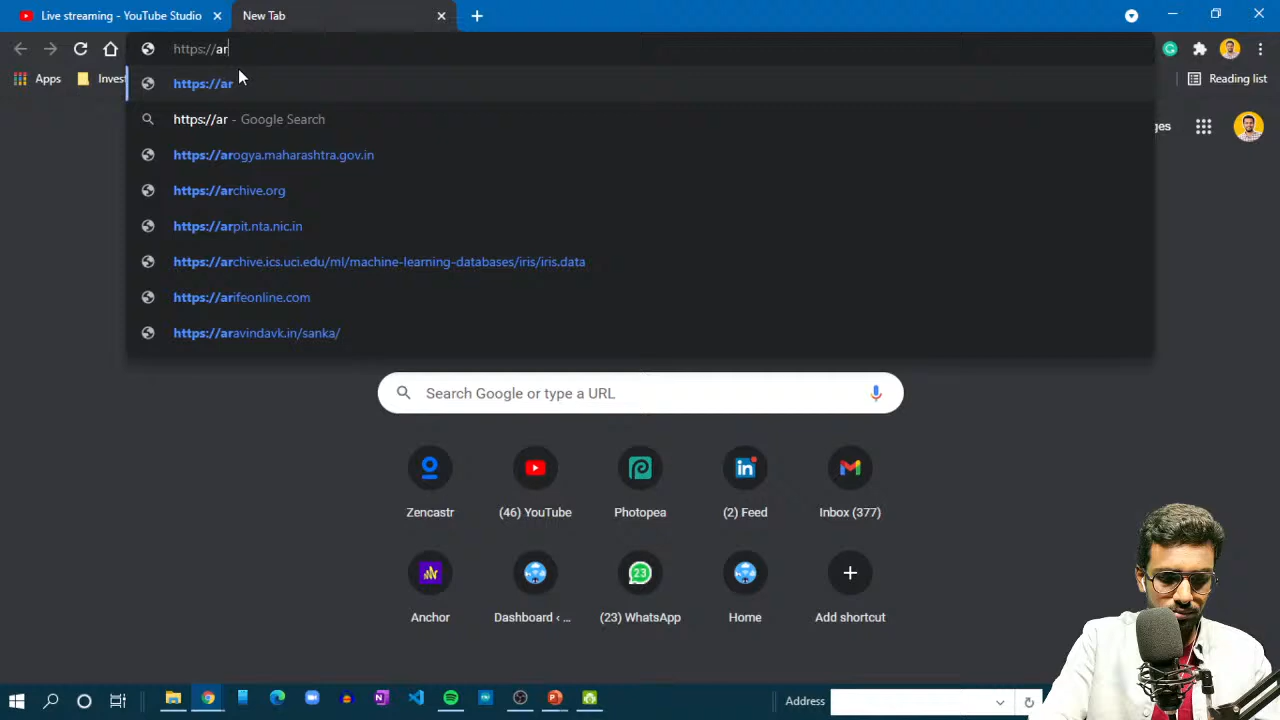 Live streaming - YouTube Studio
New Tab
https://ar
Apps
Invest
Reading list
https://ar
https://ar - Google Search
https://arogya.maharashtra.gov.in
https://archive.org
https://arpit.nta.nic.in
https://archive.ics.uci.edu/ml/machine-learning-databases/iris/iris.data
https://arifeonline.com
https://aravindavk.in/sanka/
ges
Search Google or type a URL
Zencastr
(46) YouTube
Photopea
(2) Feed
Inbox (377)
23
Anchor
Dashboard ‹ ...
(23) WhatsApp
Home
Add shortcut
Address